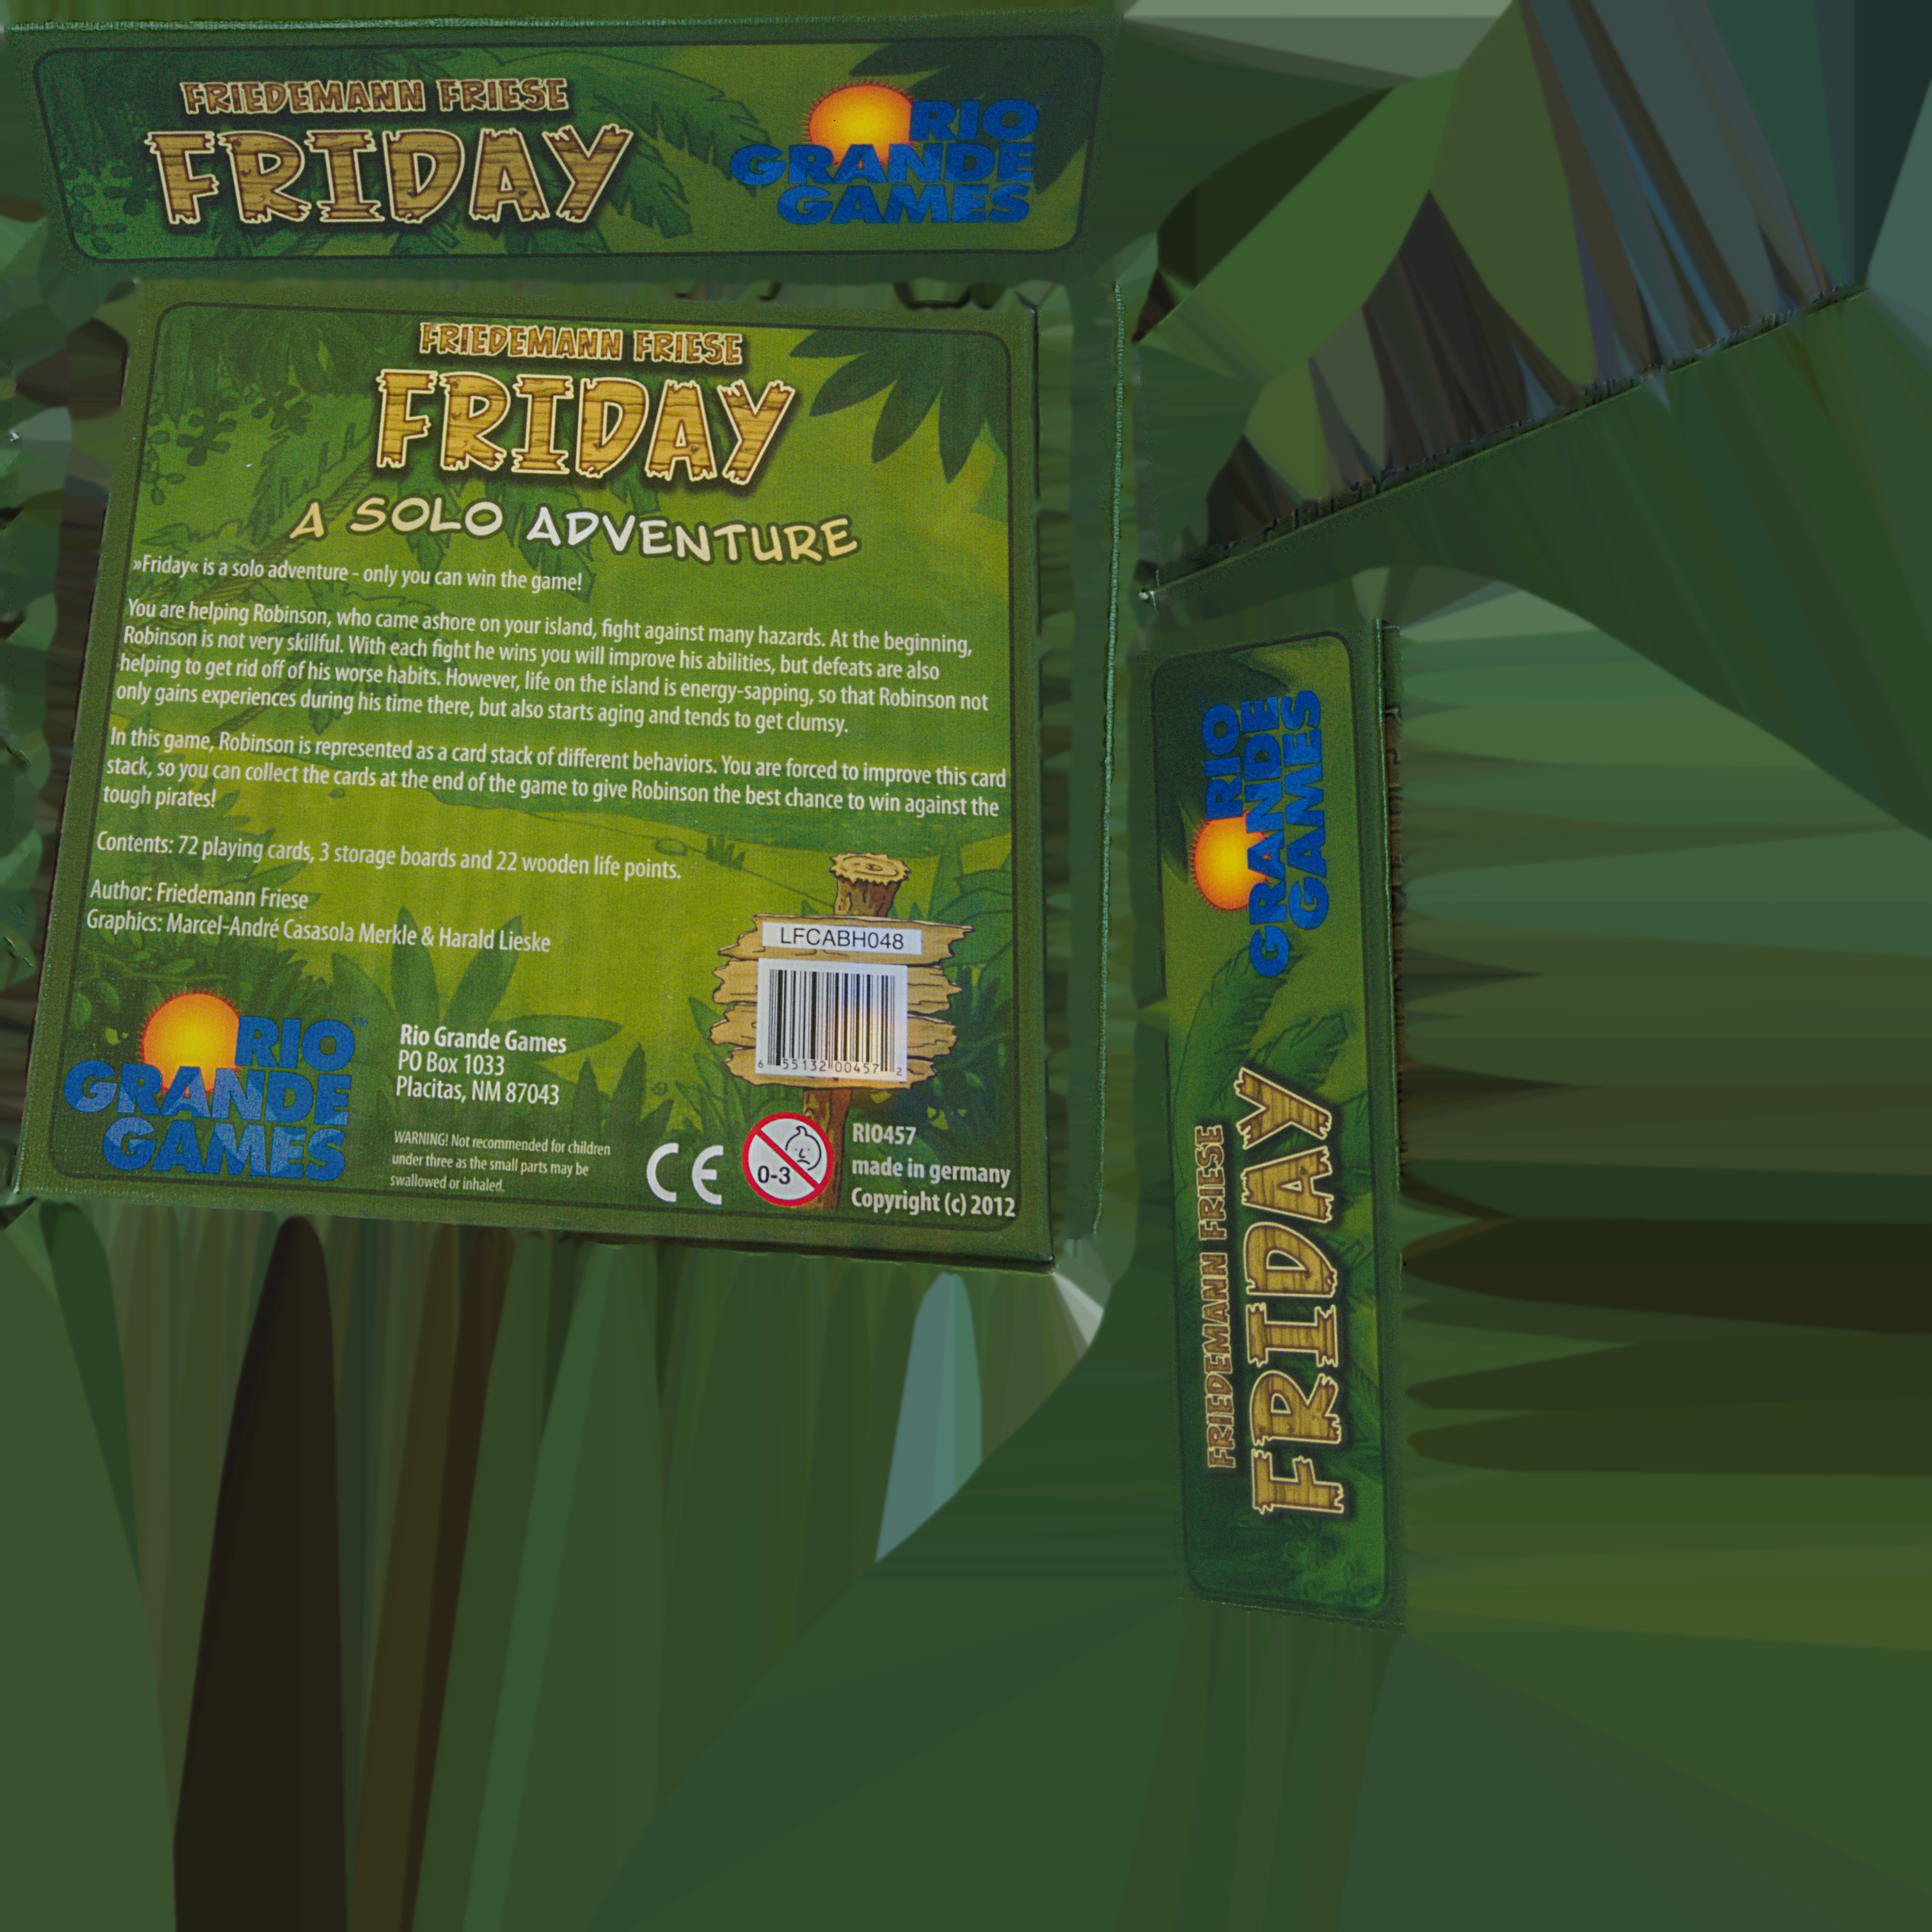 FRIEDEMANN FRIESE
FRIDAY
RIO
GRANDE
GAMES
FRIEDEMANN FRIESE
FRIDAY
A SOLO ADVENTURE
»Friday« is a solo adventure - only you can win the game!
You are helping Robinson, who came ashore on your island, fight against many hazards. At the beginning,
Robinson is not very skillful. With each fight he wins you will improve his abilities, but defeats are also
helping to get rid off of his worse habits. However, life on the island is energy-sapping, so that Robinson not
only gains experiences during his time there, but also starts aging and tends to get clumsy.
In this game, Robinson is represented as a card stack of different behaviors. You are forced to improve this card
stack, so you can collect the cards at the end of the game to give Robinson the best chance to win against the
tough pirates!
Contents: 72 playing cards, 3 storage boards and 22 wooden life points.
Author: Friedemann Friese
Graphics: Marcel-André Casasola Merkle & Harald Lieske
LFCABH048
6 55132 00457 2
RIO™
GRANDE
GAMES
Rio Grande Games
PO Box 1033
Placitas, NM 87043
WARNING! Not recommended for children
under three as the small parts may be
swallowed or inhaled.
CE
0-3
RIO457
made in germany
Copyright (c) 2012
FRIEDEMANN FRIESE
FRIDAY
RIO
GRANDE
GAMES